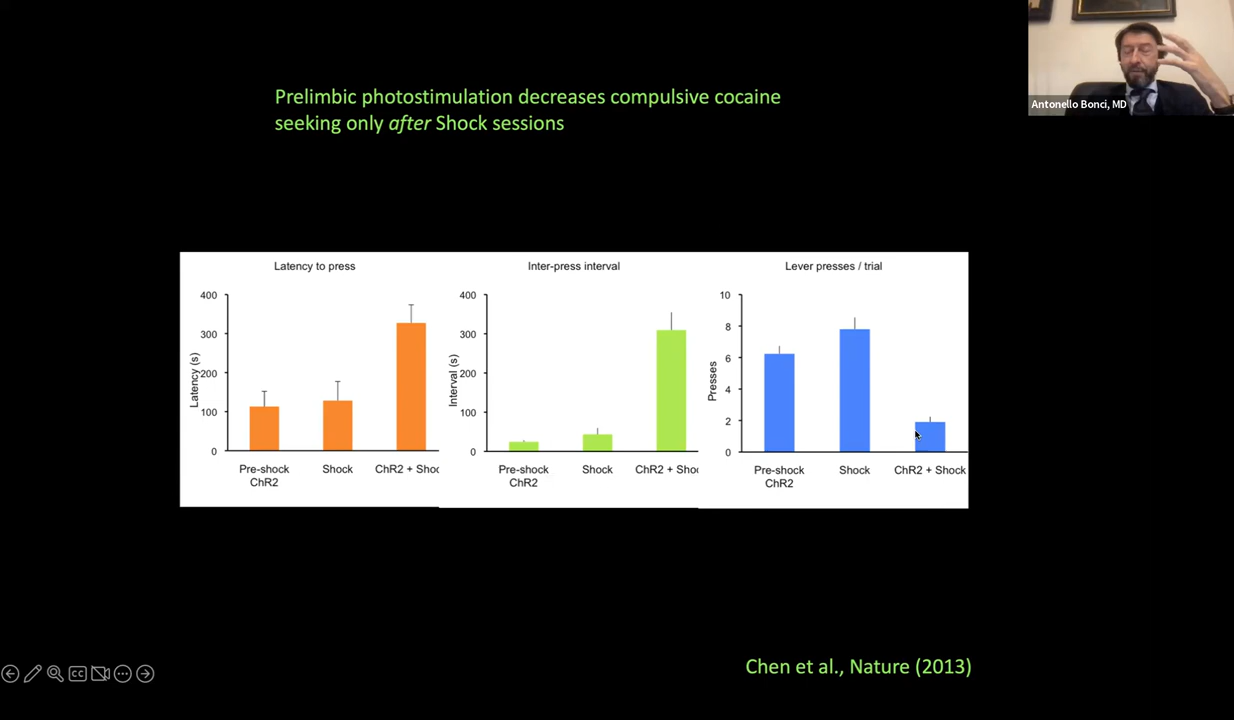 Antonello Bonci, MD
Prelimbic photostimulation decreases compulsive cocaine
seeking only after Shock sessions
Latency to press
400
300
200
100
0
Latency (s)
Pre-shock
ChR2
Shock
ChR2 + Shoc
Inter-press interval
400
300
200
100
0
Interval (s)
Pre-shock
ChR2
Shock
ChR2 + Shoc
Lever presses / trial
10
8
6
4
2
0
Presses
Pre-shock
ChR2
Shock
ChR2 + Shock
Chen et al., Nature (2013)
CC